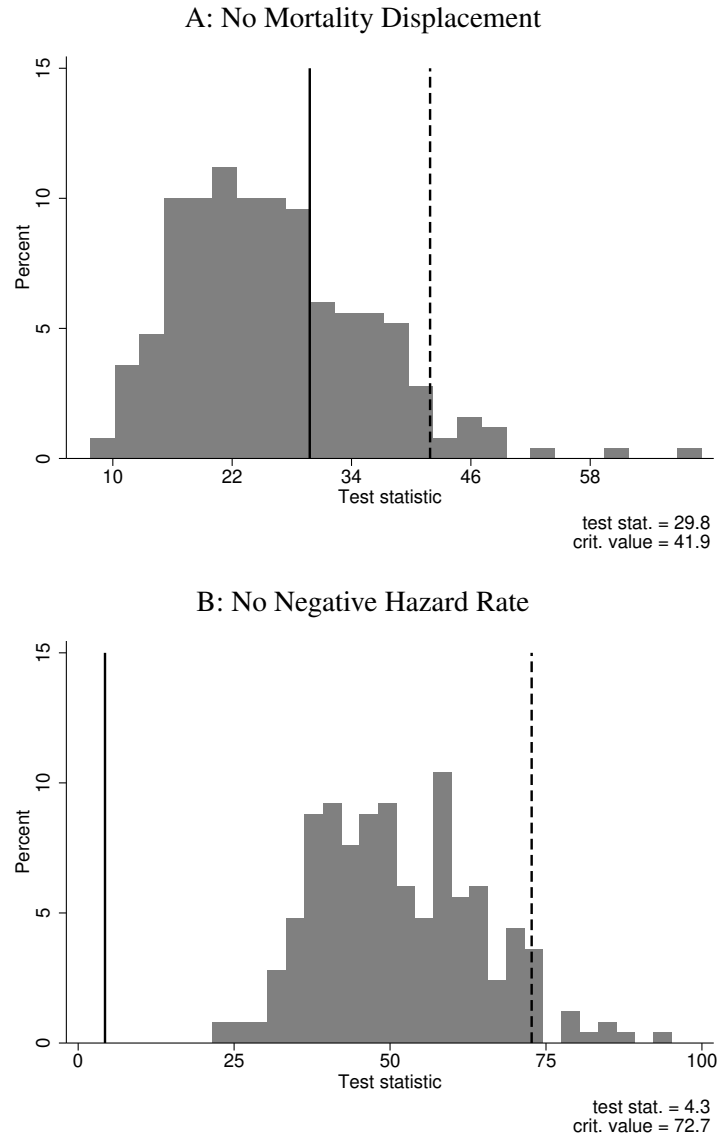 A: No Mortality Displacement
15
10
5
0
Percent
10 22 34 46 58
Test statistic
test stat. = 29.8
crit. value = 41.9
B: No Negative Hazard Rate
15
10
5
0
Percent
0 25 50 75 100
Test statistic
test stat. = 4.3
crit. value = 72.7